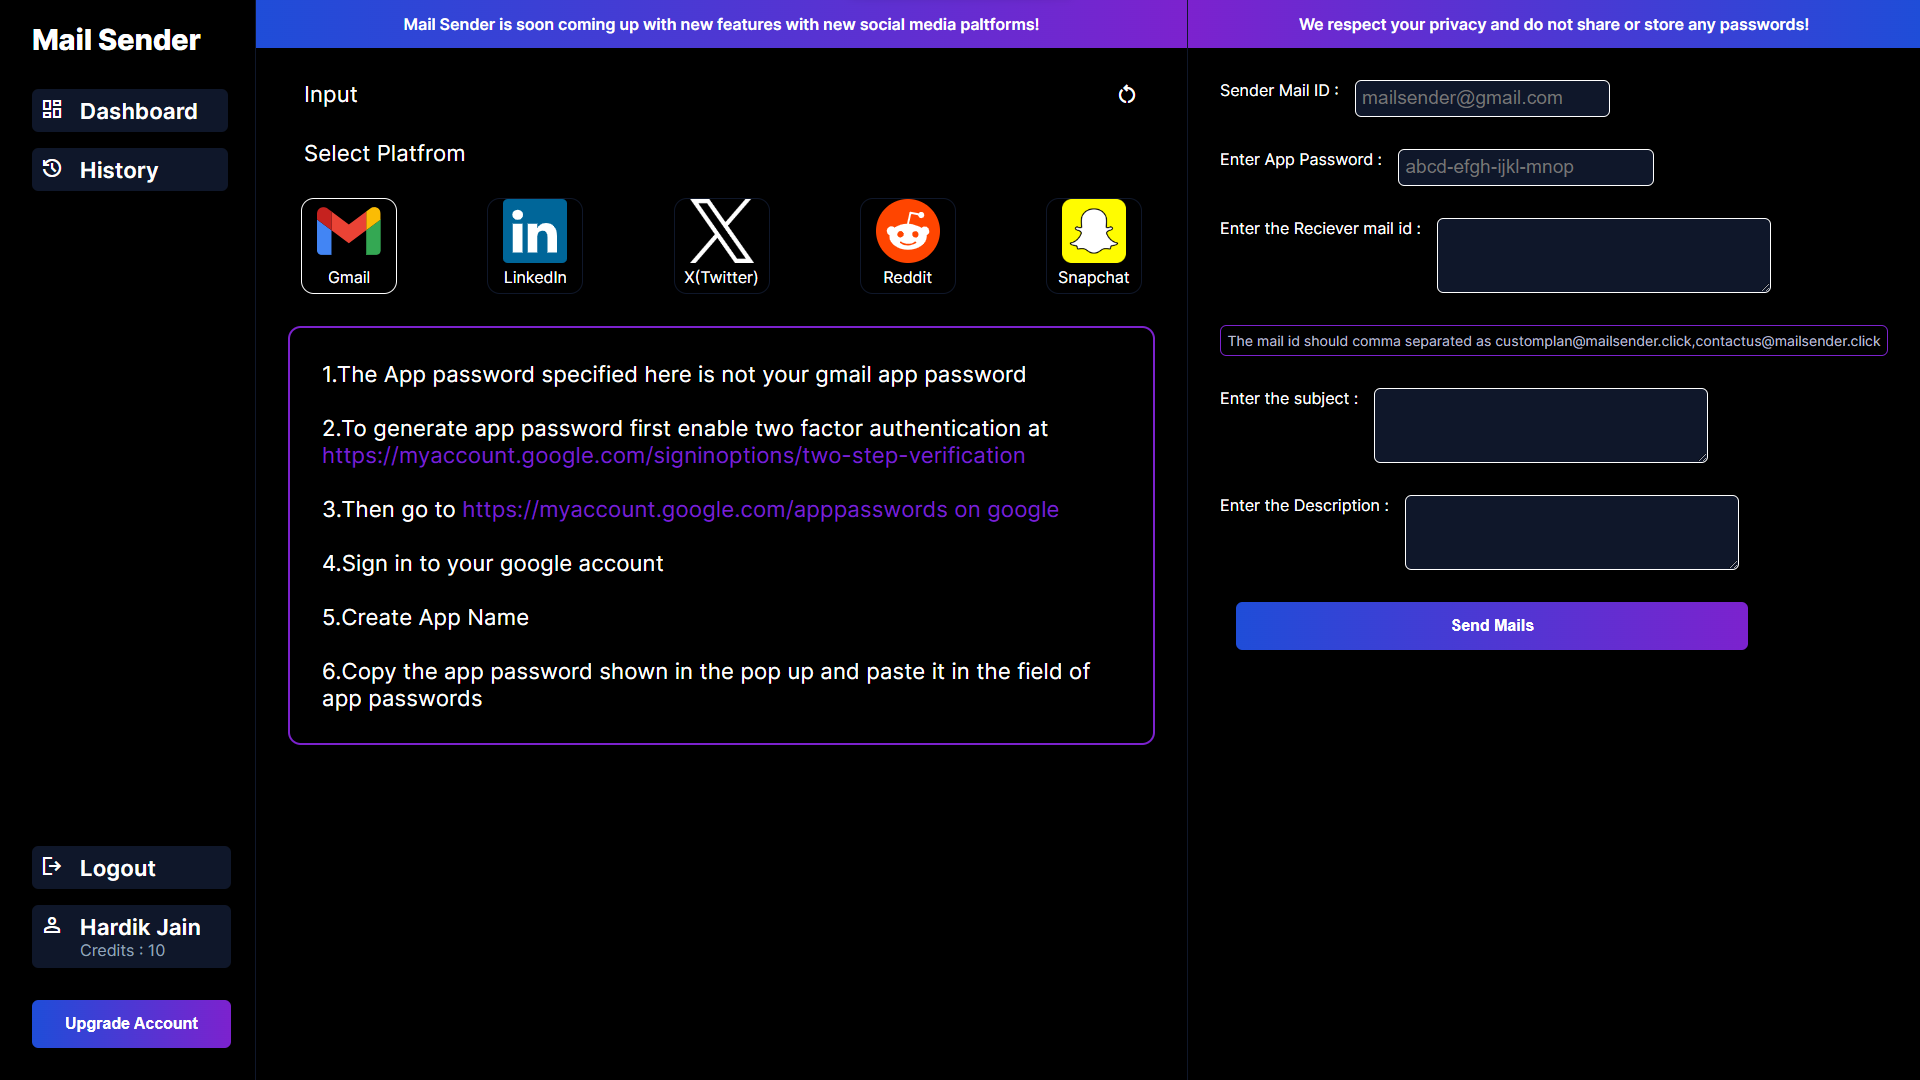 Mail Sender
Dashboard
History
Logout
Hardik Jain
Credits : 10
Upgrade Account
Mail Sender is soon coming up with new features with new social media paltforms!
Input
Select Platfrom
Gmail
LinkedIn
X(Twitter)
Reddit
Snapchat
1.The App password specified here is not your gmail app password
2.To generate app password first enable two factor authentication at
https://myaccount.google.com/signinoptions/two-step-verification
3.Then go to https://myaccount.google.com/apppasswords on google
4.Sign in to your google account
5.Create App Name
6.Copy the app password shown in the pop up and paste it in the field of
app passwords
We respect your privacy and do not share or store any passwords!
Sender Mail ID :
mailsender@gmail.com
Enter App Password :
abcd-efgh-ijkl-mnop
Enter the Reciever mail id :
The mail id should comma separated as customplan@mailsender.click,contactus@mailsender.click
Enter the subject :
Enter the Description :
Send Mails